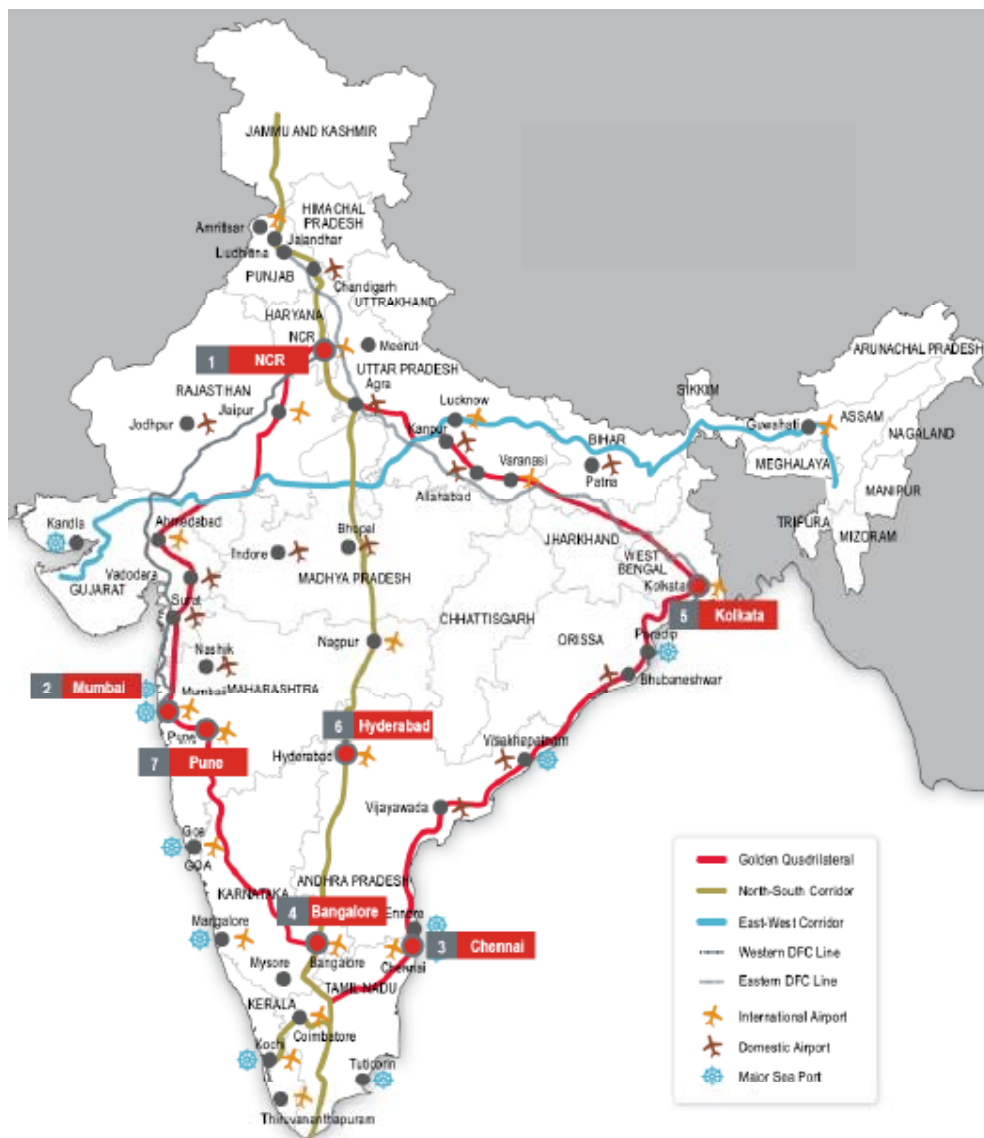 JAMMU AND KASHMIR
HIMACHAL
PRADESH
Amritsar
Jalandhar
Ludhiana
PUNJAB
Chandigarh
UTTRAKHAND
HARYANA
NCR
1 NCR
Meerut
UTTAR PRADESH
Agra
RAJASTHAN
Jaipur
Jodhpur
Lucknow
Kanpur
BIHAR
Patna
Varanasi
Allahabad
SIKKIM
ARUNACHAL PRADESH
ASSAM
Guwahati
NAGALAND
MEGHALAYA
MANIPUR
TRIPURA
MIZORAM
Kandla
Ahmedabad
Vadodara
GUJARAT
Surat
Indore
Bhopal
MADHYA PRADESH
JHARKHAND
WEST
BENGAL
Kolkata
5 Kolkata
CHHATTISGARH
ORISSA
Paradip
Bhubaneshwar
Nagpur
Nashik
Mumbai
MAHARASHTRA
2 Mumbai
Pune
7 Pune
6 Hyderabad
Hyderabad
Visakhapatnam
Vijayawada
Goa
GOA
KARNATAKA
ANDHRA PRADESH
4 Bangalore
Bangalore
Ennore
3 Chennai
Chennai
Mangalore
Mysore
TAMIL NADU
KERALA
Coimbatore
Kochi
Tuticorin
Thiruvananthapuram
Golden Quadrilateral
North-South Corridor
East-West Corridor
Western DFC Line
Eastern DFC Line
International Airport
Domestic Airport
Major Sea Port